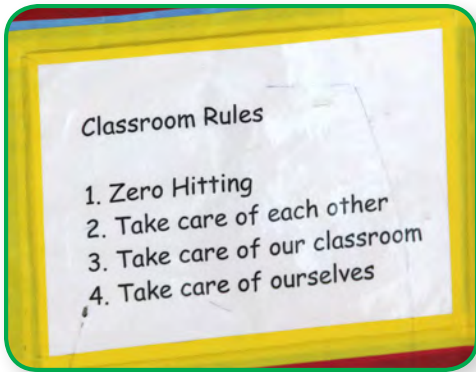 Classroom Rules
1. Zero Hitting
2. Take care of each other
3. Take care of our classroom
4. Take care of ourselves